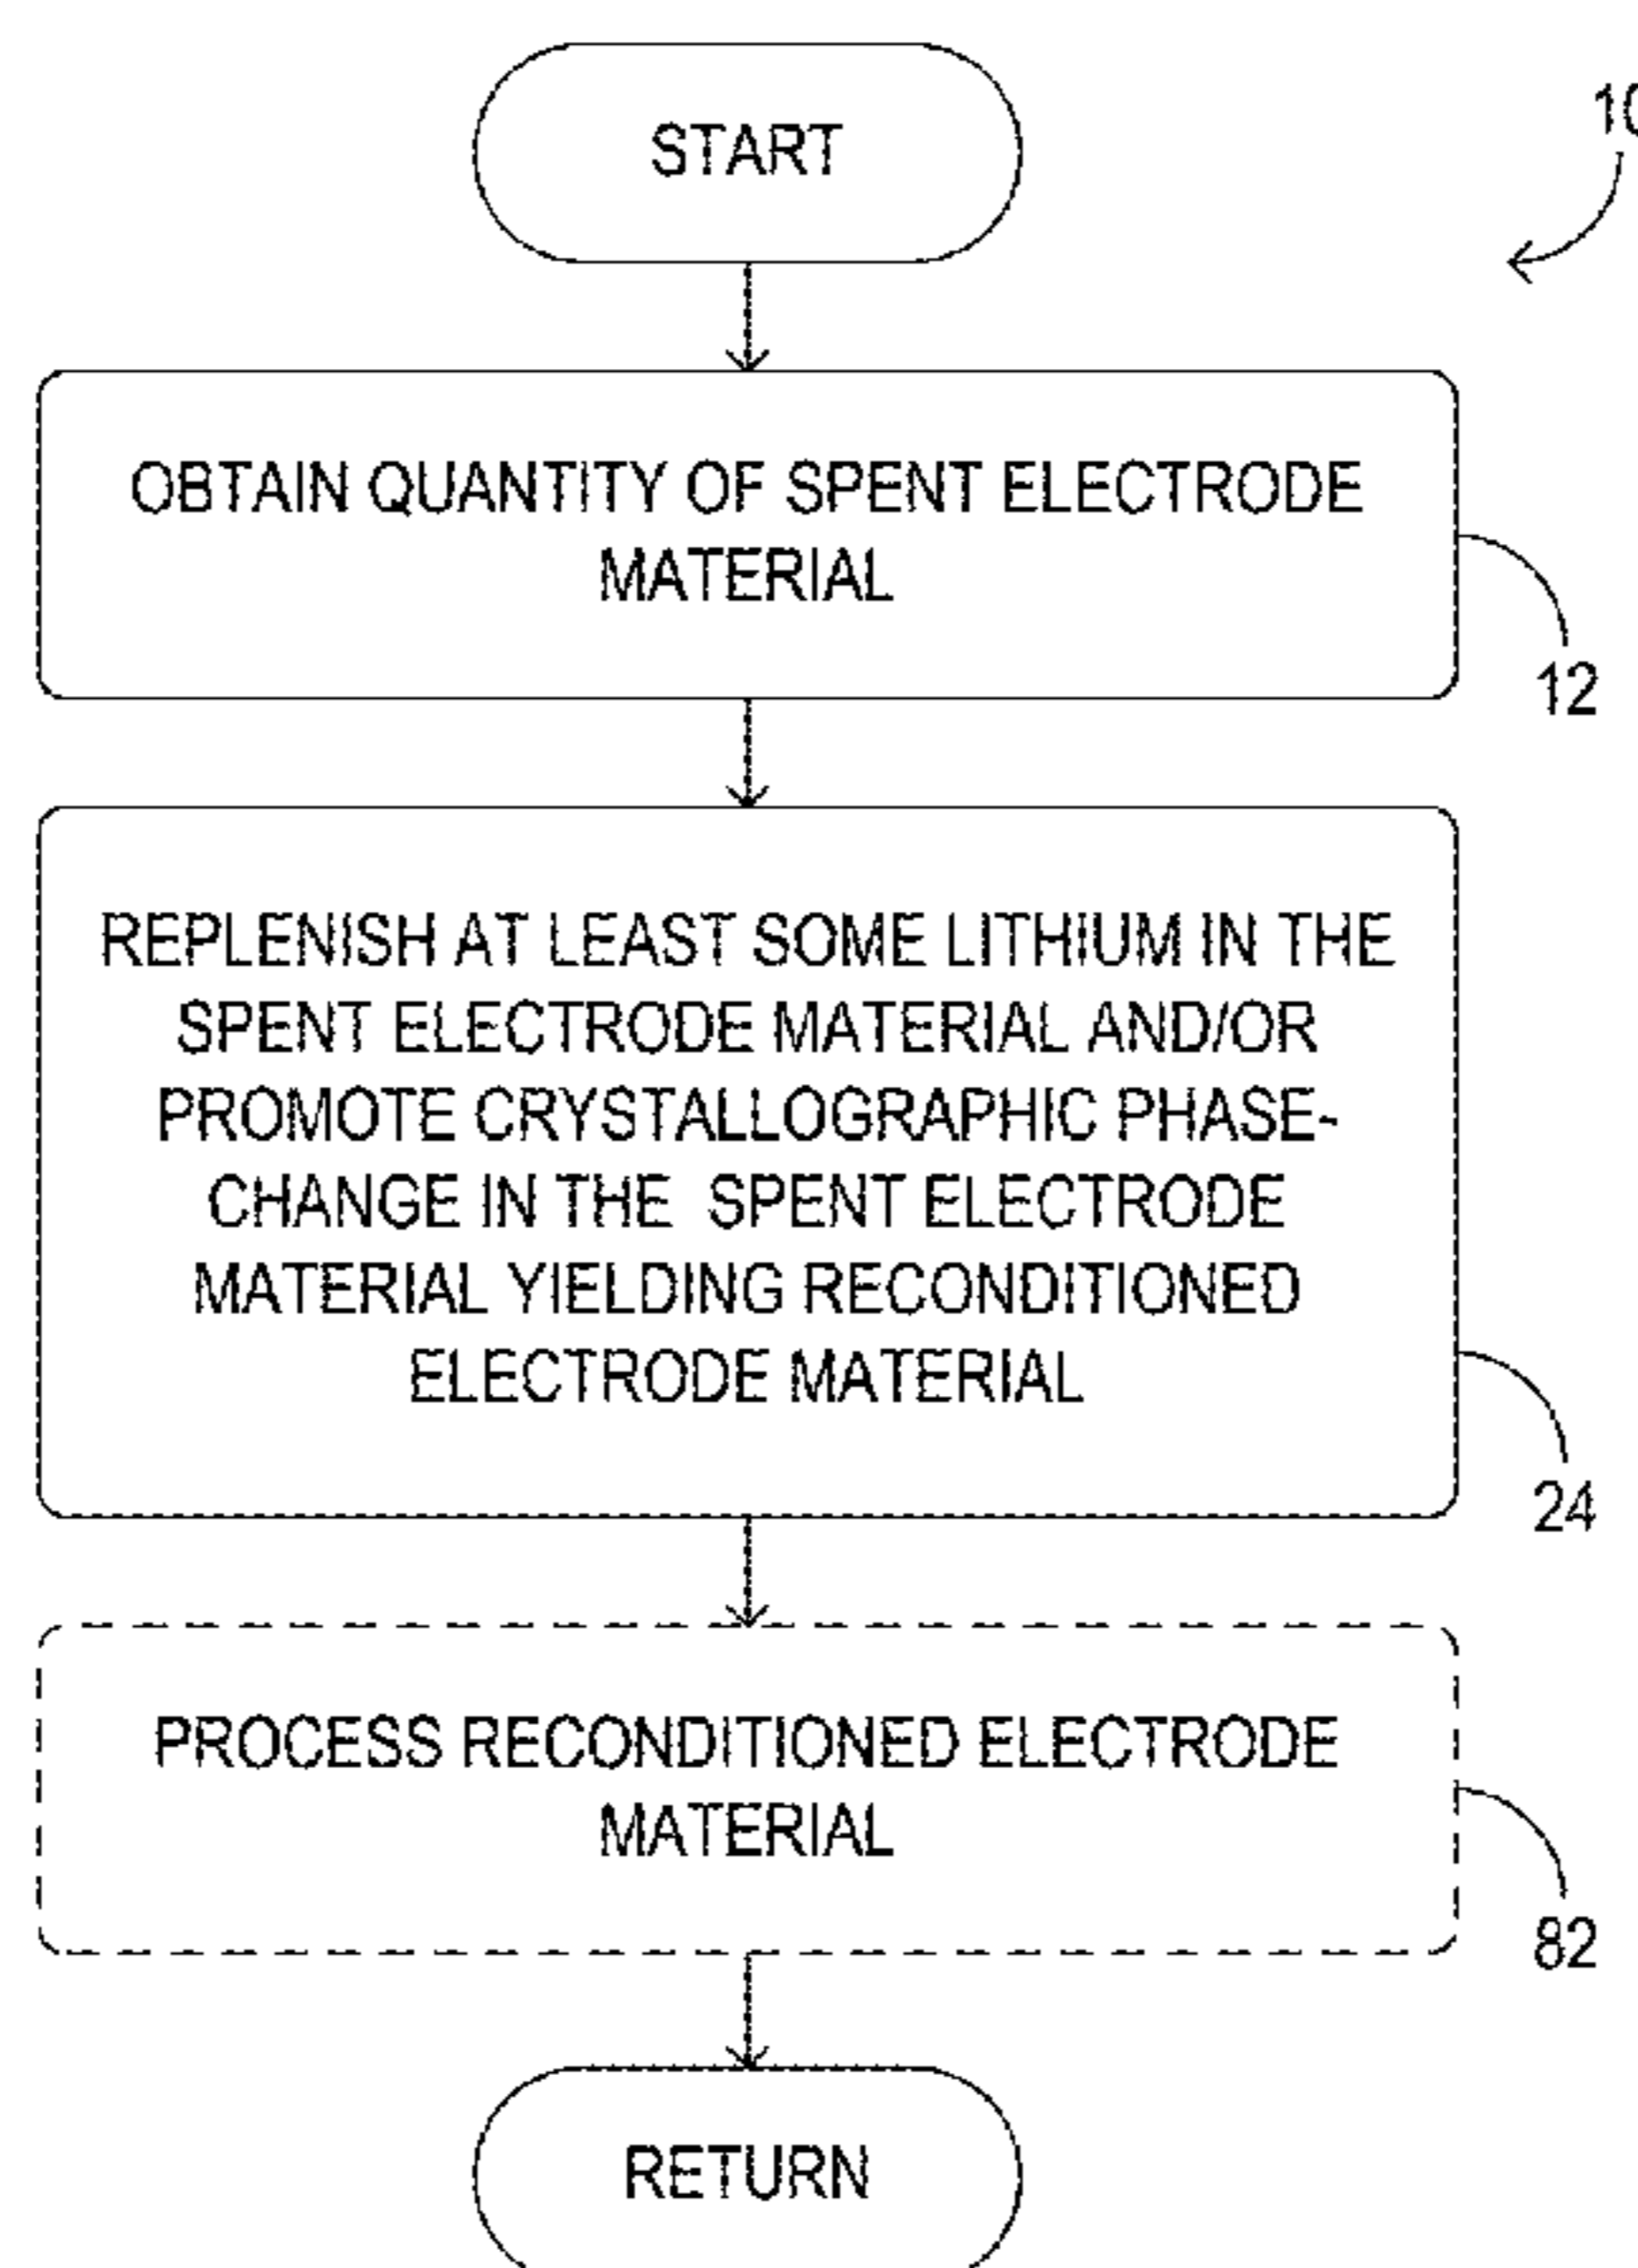 START
10
OBTAIN QUANTITY OF SPENT ELECTRODE
MATERIAL
12
REPLENISH AT LEAST SOME LITHIUM IN THE
SPENT ELECTRODE MATERIAL AND/OR
PROMOTE CRYSTALLOGRAPHIC PHASE-
CHANGE IN THE SPENT ELECTRODE
MATERIAL YIELDING RECONDITIONED
ELECTRODE MATERIAL
24
PROCESS RECONDITIONED ELECTRODE
MATERIAL
82
RETURN